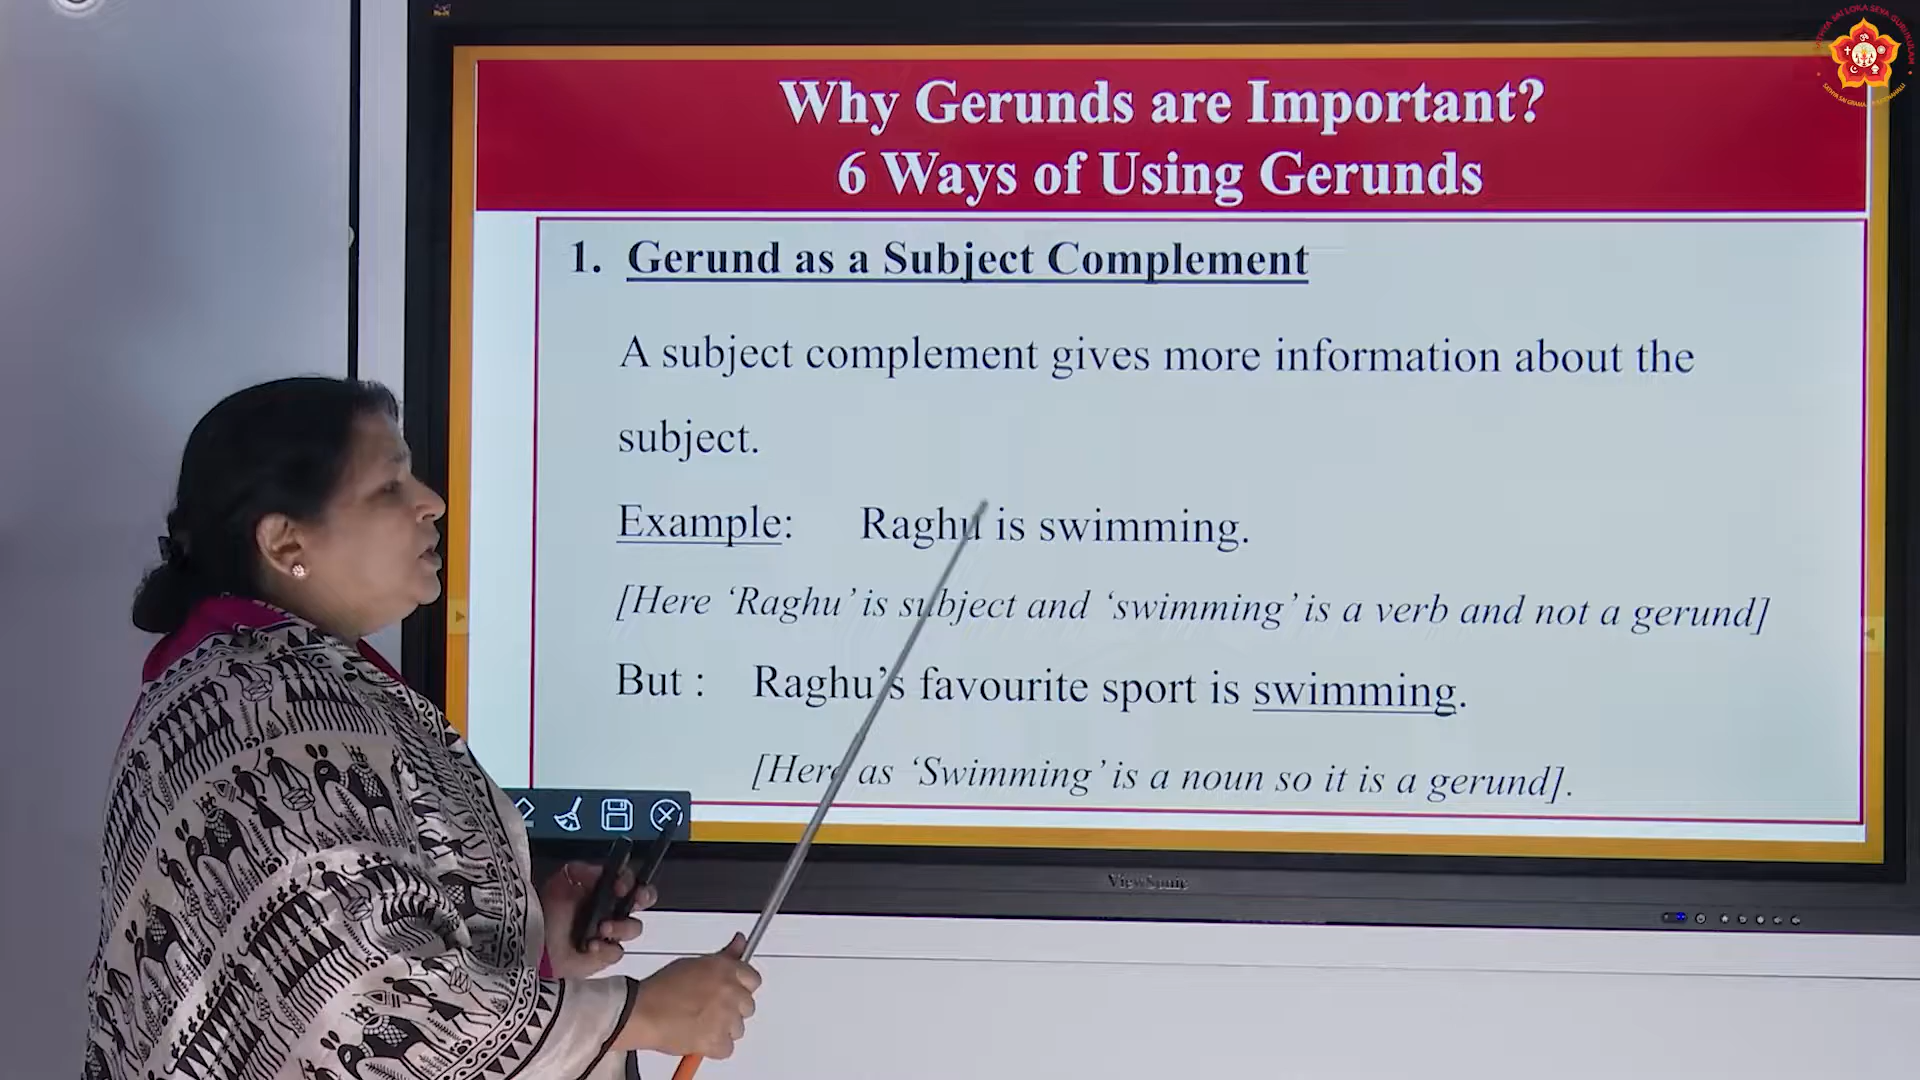 Why Gerunds are Important?
6 Ways of Using Gerunds
1. Gerund as a Subject Complement
A subject complement gives more information about the
subject.
Example: Raghu is swimming.
[Here ‘Raghu’ is subject and ‘swimming’ is a verb and not a gerund]
But : Raghu’s favourite sport is swimming.
[Here as ‘Swimming’ is a noun so it is a gerund].
ViewSonic